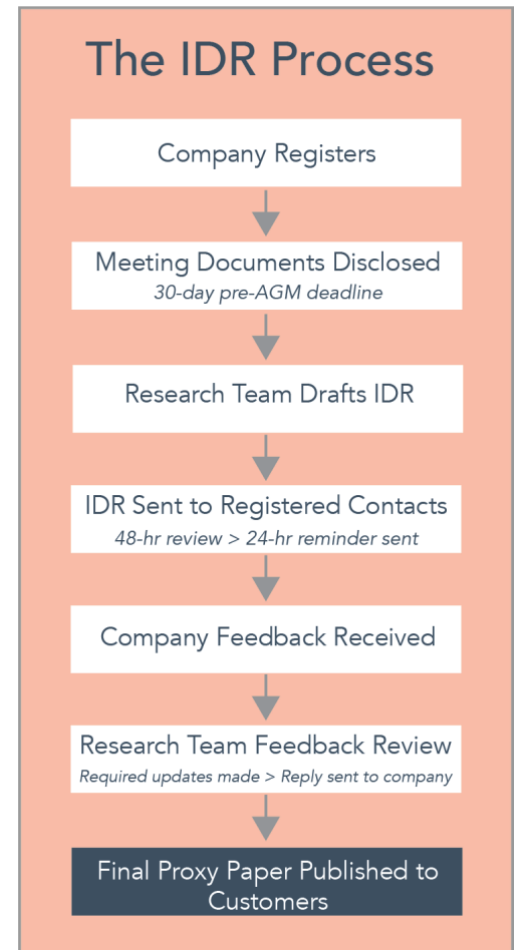 The IDR Process
Company Registers
Meeting Documents Disclosed
30-day pre-AGM deadline
Research Team Drafts IDR
IDR Sent to Registered Contacts
48-hr review > 24-hr reminder sent
Company Feedback Received
Research Team Feedback Review
Required updates made > Reply sent to company
Final Proxy Paper Published to
Customers